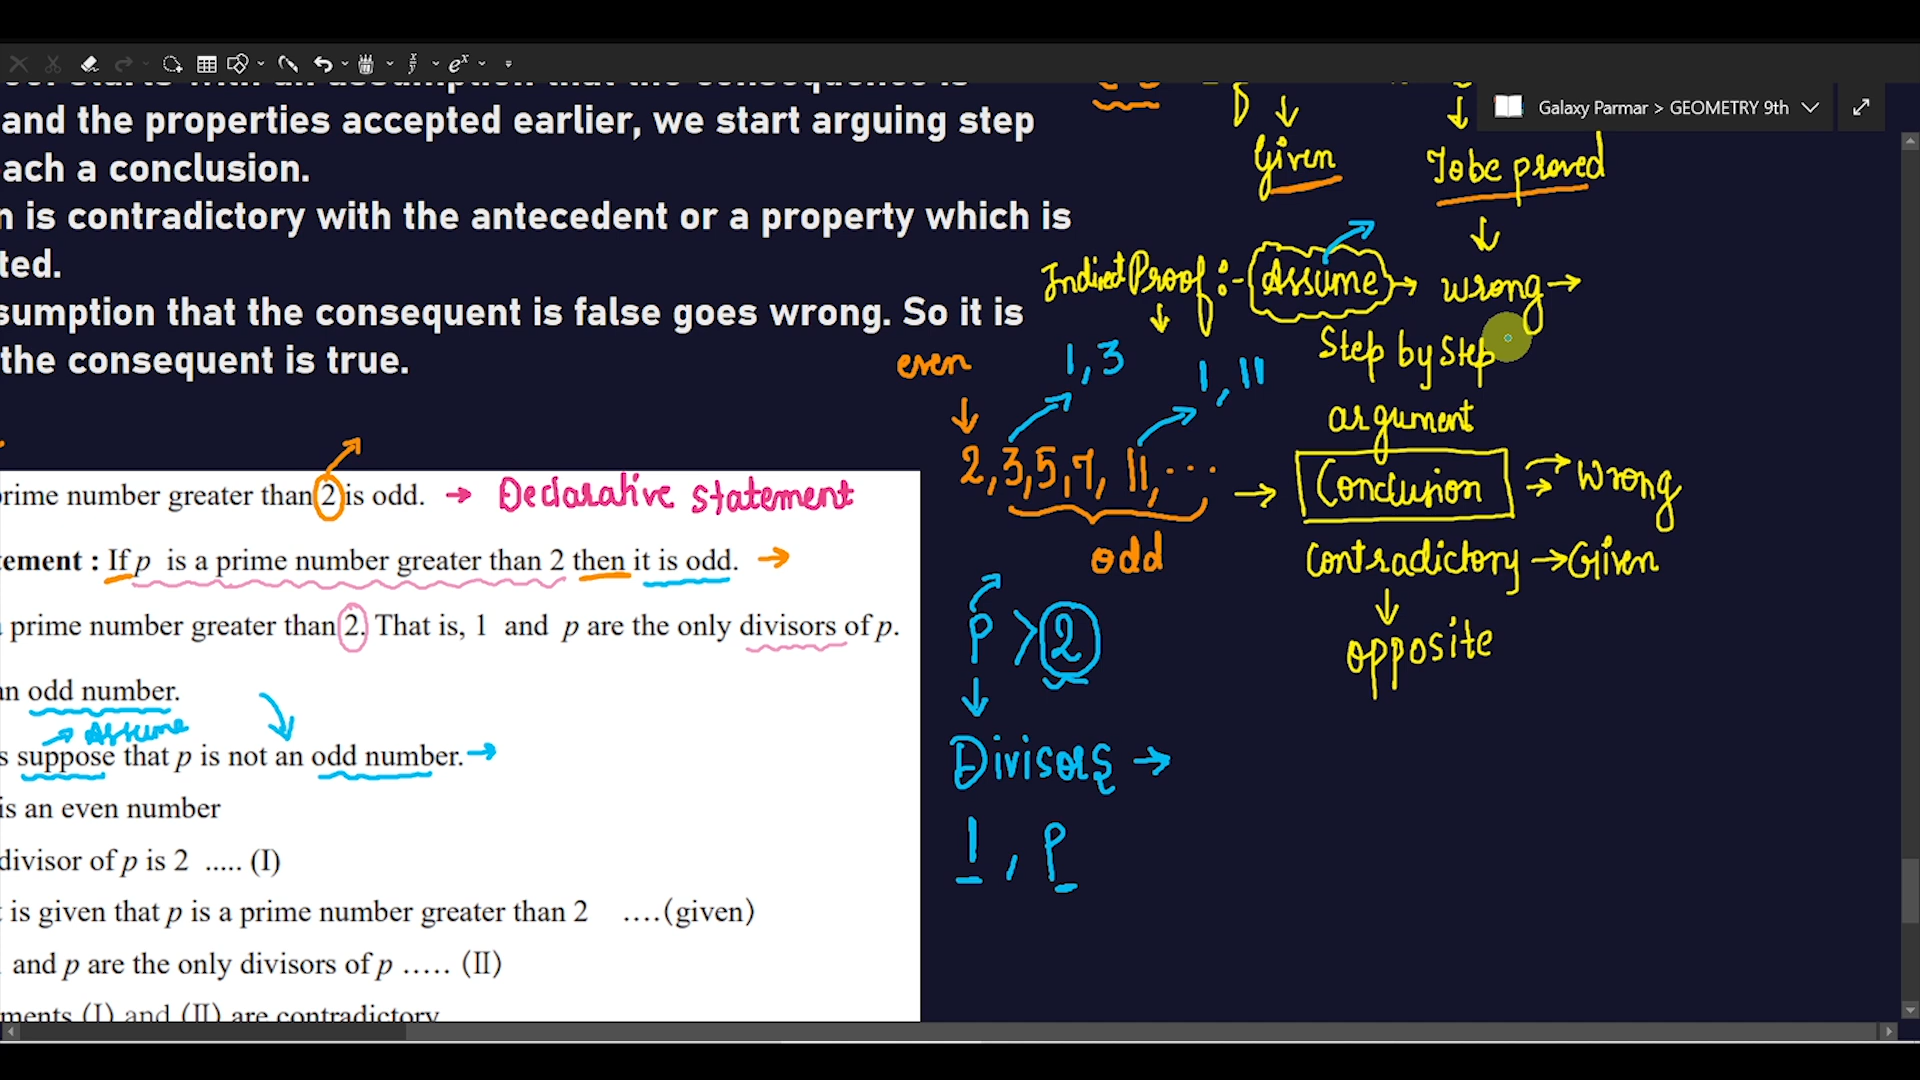 Galaxy Parmar > GEOMETRY 9th
and the properties accepted earlier, we start arguing step
ach a conclusion.
n is contradictory with the antecedent or a property which is
ted.
sumption that the consequent is false goes wrong. So it is
the consequent is true.
rime number greater than 2 is odd. → Declarative statement
tement : If p is a prime number greater than 2 then it is odd. →
prime number greater than 2. That is, 1 and p are the only divisors of p.
an odd number.
→ Assume
s suppose that p is not an odd number. →
is an even number
divisor of p is 2 ..... (I)
t is given that p is a prime number greater than 2 ....(given)
and p are the only divisors of p ..... (II)
ments (I) and (II) are contradictory
Given
To be proved
Indirect Proof :- Assume → wrong →
Step by Step
argument
even
1, 3
1, 11
2, 3, 5, 7, 11, ...
odd
→ Conclusion → Wrong
Contradictory → Given
opposite
p > 2
Divisors →
1 , p